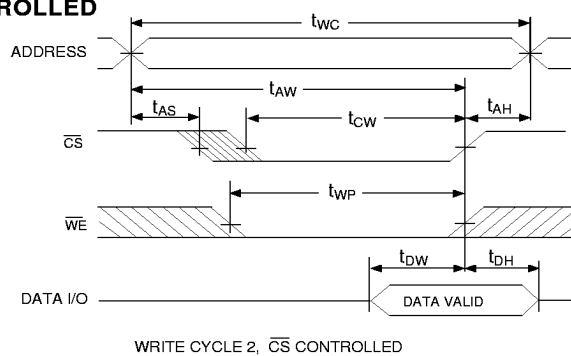 ROLLED
tWC
ADDRESS
tAW
tAS
tCW
tAH
CS
tWP
WE
tDW
tDH
DATA I/O
DATA VALID
WRITE CYCLE 2, CS CONTROLLED